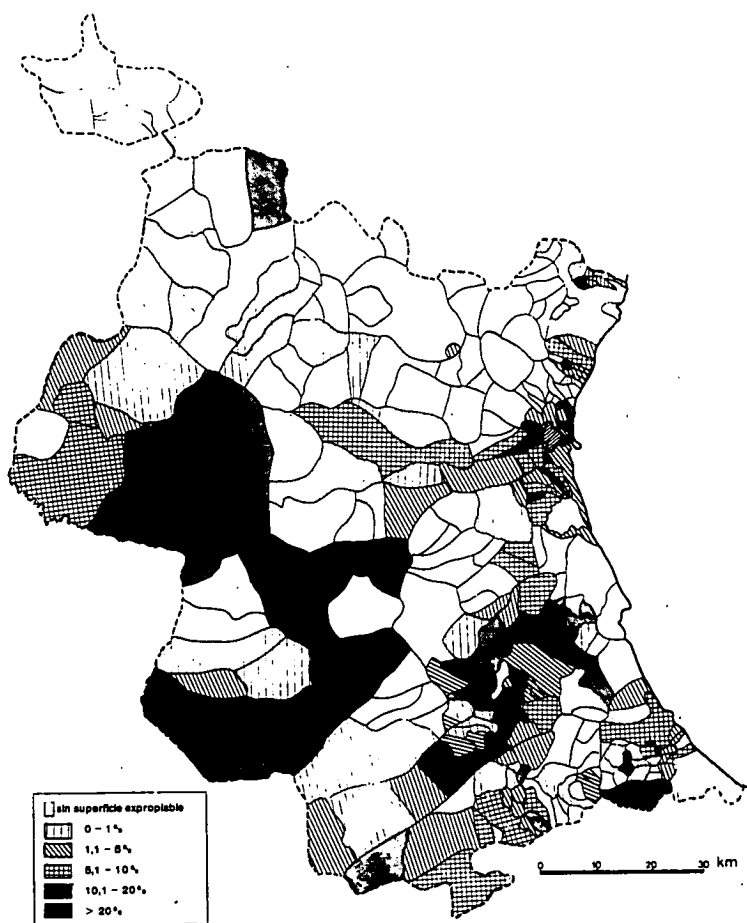 sin superficie expropiable
0 - 1%
1,1 - 5%
5,1 - 10%
10,1 - 20%
> 20%
0 10 20 30 km